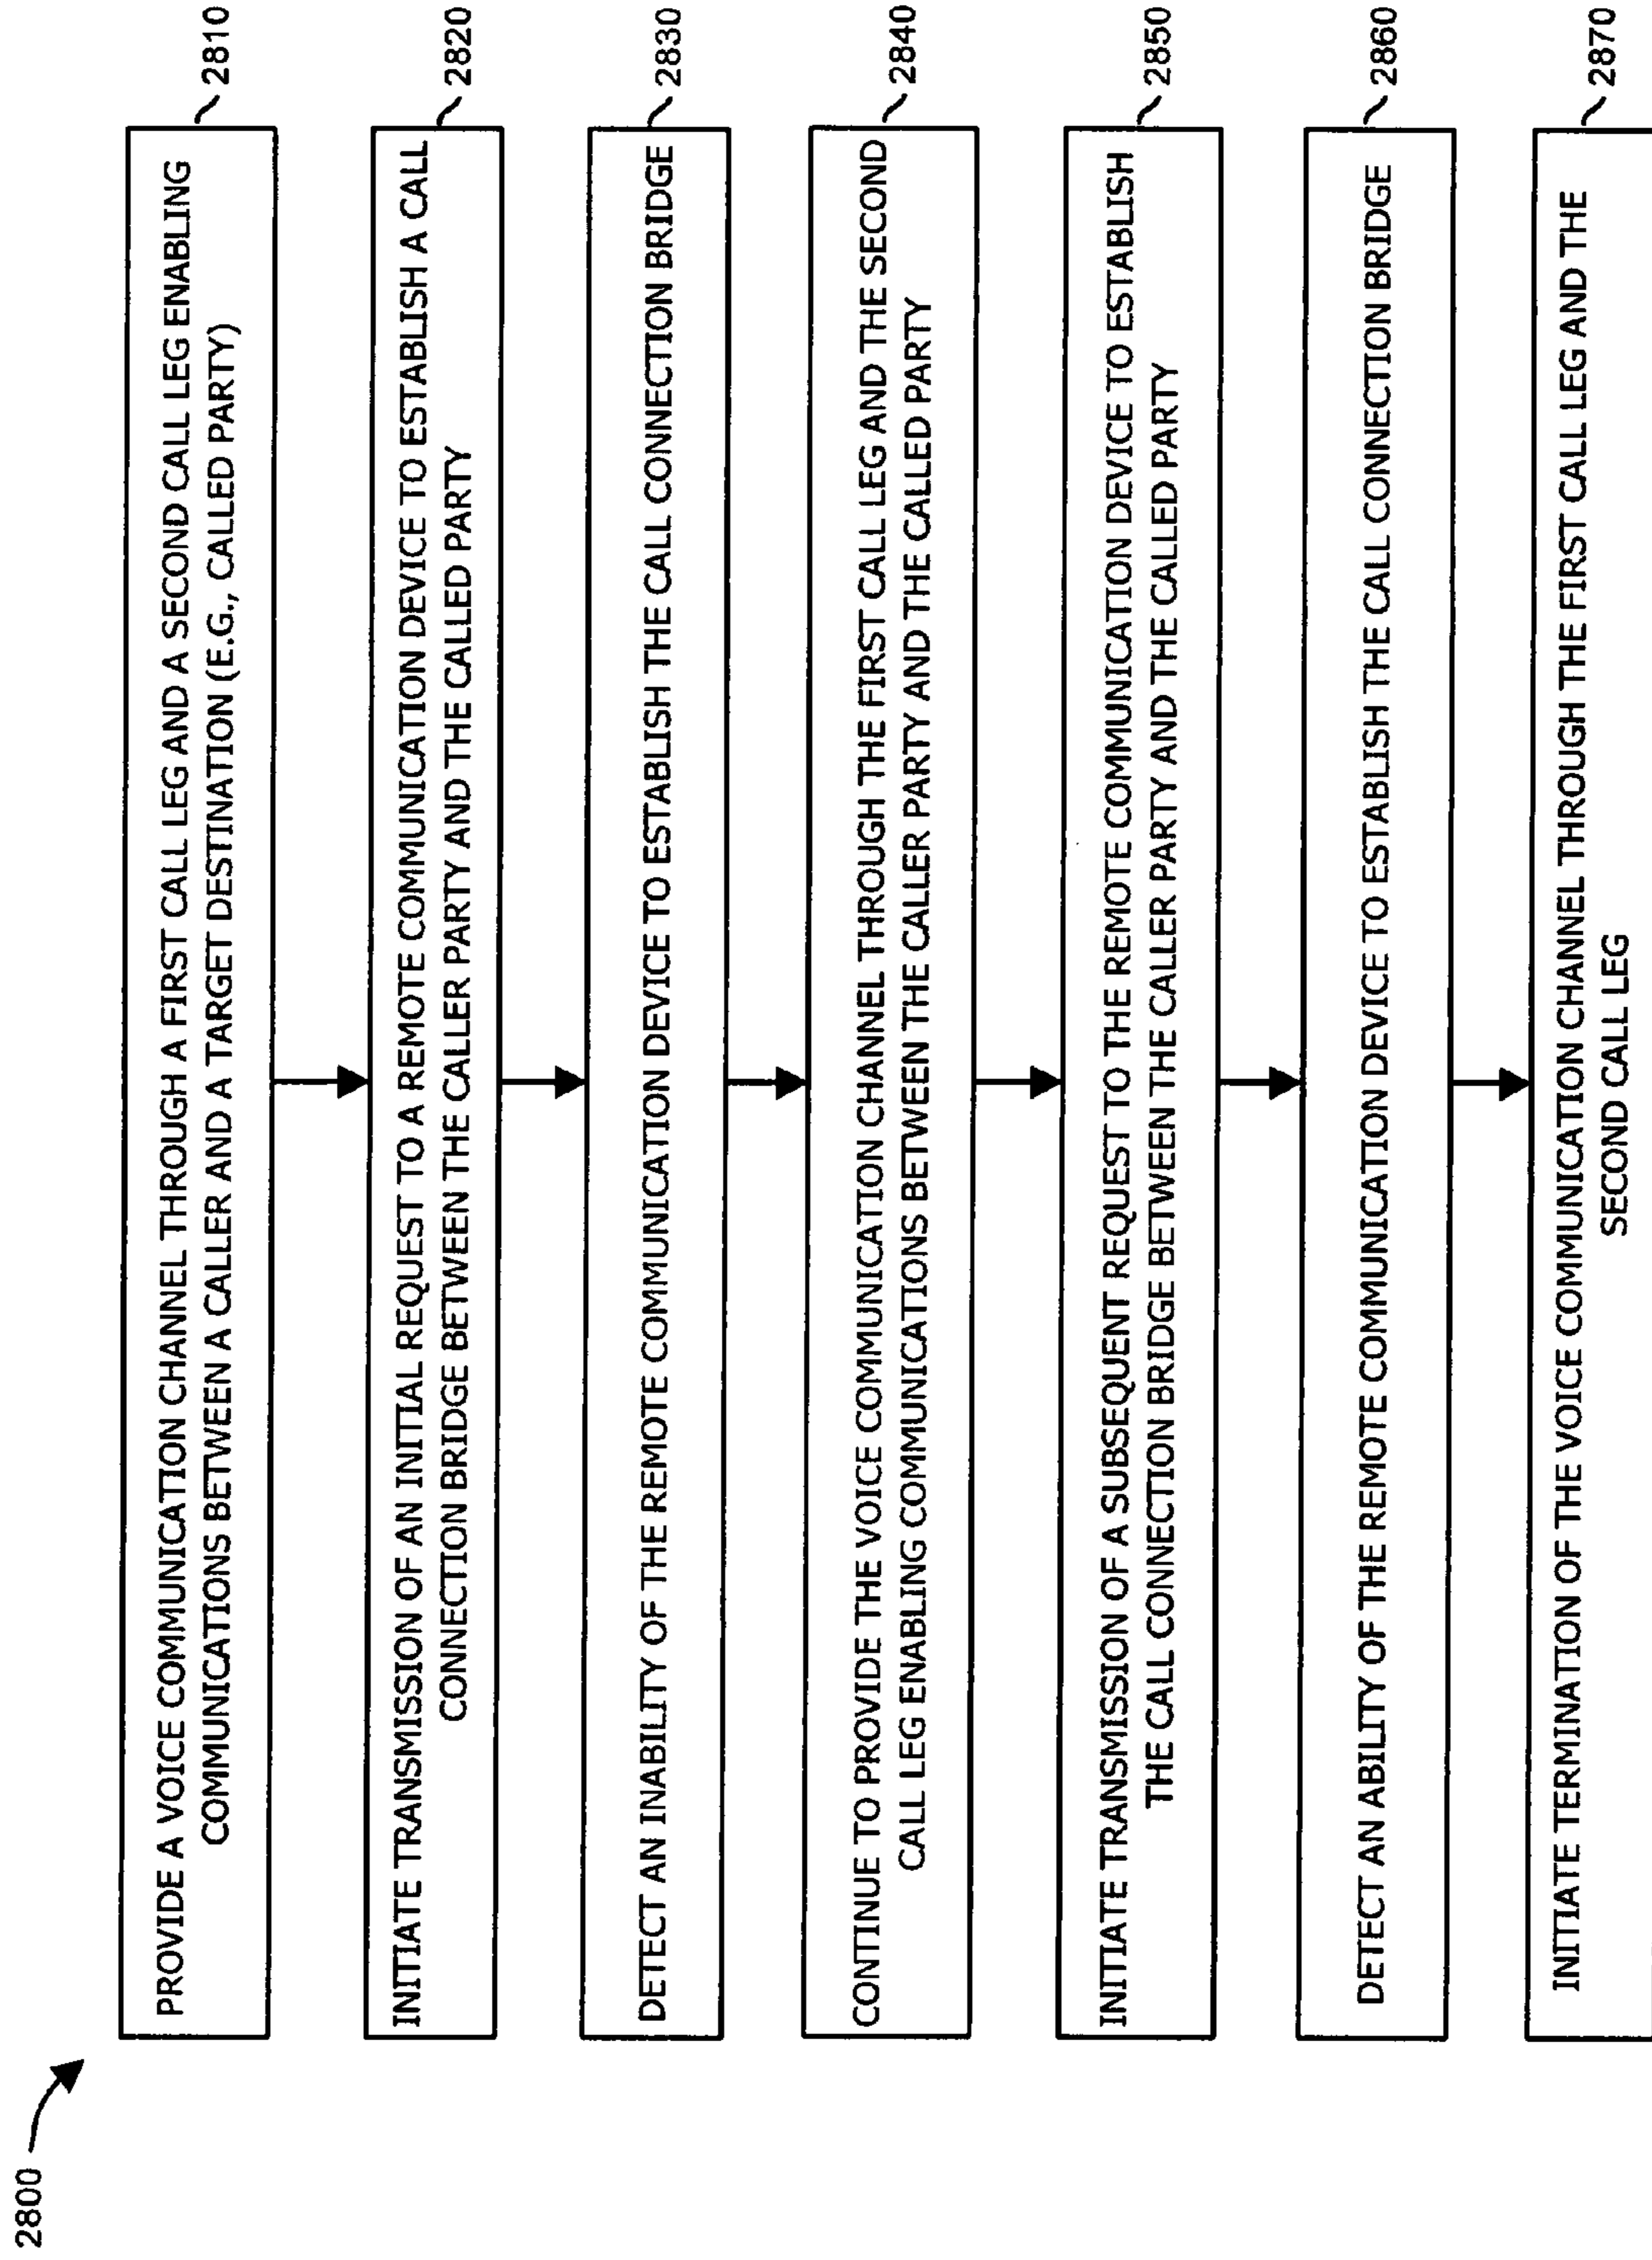 2800
PROVIDE A VOICE COMMUNICATION CHANNEL THROUGH A FIRST CALL LEG AND A SECOND CALL LEG ENABLING
COMMUNICATIONS BETWEEN A CALLER AND A TARGET DESTINATION (E.G., CALLED PARTY)
2810
INITIATE TRANSMISSION OF AN INITIAL REQUEST TO A REMOTE COMMUNICATION DEVICE TO ESTABLISH A CALL
CONNECTION BRIDGE BETWEEN THE CALLER PARTY AND THE CALLED PARTY
2820
DETECT AN INABILITY OF THE REMOTE COMMUNICATION DEVICE TO ESTABLISH THE CALL CONNECTION BRIDGE
2830
CONTINUE TO PROVIDE THE VOICE COMMUNICATION CHANNEL THROUGH THE FIRST CALL LEG AND THE SECOND
CALL LEG ENABLING COMMUNICATIONS BETWEEN THE CALLER PARTY AND THE CALLED PARTY
2840
INITIATE TRANSMISSION OF A SUBSEQUENT REQUEST TO THE REMOTE COMMUNICATION DEVICE TO ESTABLISH
THE CALL CONNECTION BRIDGE BETWEEN THE CALLER PARTY AND THE CALLED PARTY
2850
DETECT AN ABILITY OF THE REMOTE COMMUNICATION DEVICE TO ESTABLISH THE CALL CONNECTION BRIDGE
2860
INITIATE TERMINATION OF THE VOICE COMMUNICATION CHANNEL THROUGH THE FIRST CALL LEG AND THE
SECOND CALL LEG
2870